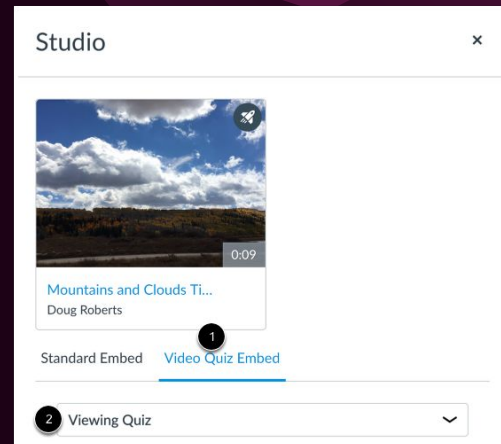 Studio
×
0:09
Mountains and Clouds Ti...
Doug Roberts
1
Standard Embed Video Quiz Embed
2 Viewing Quiz